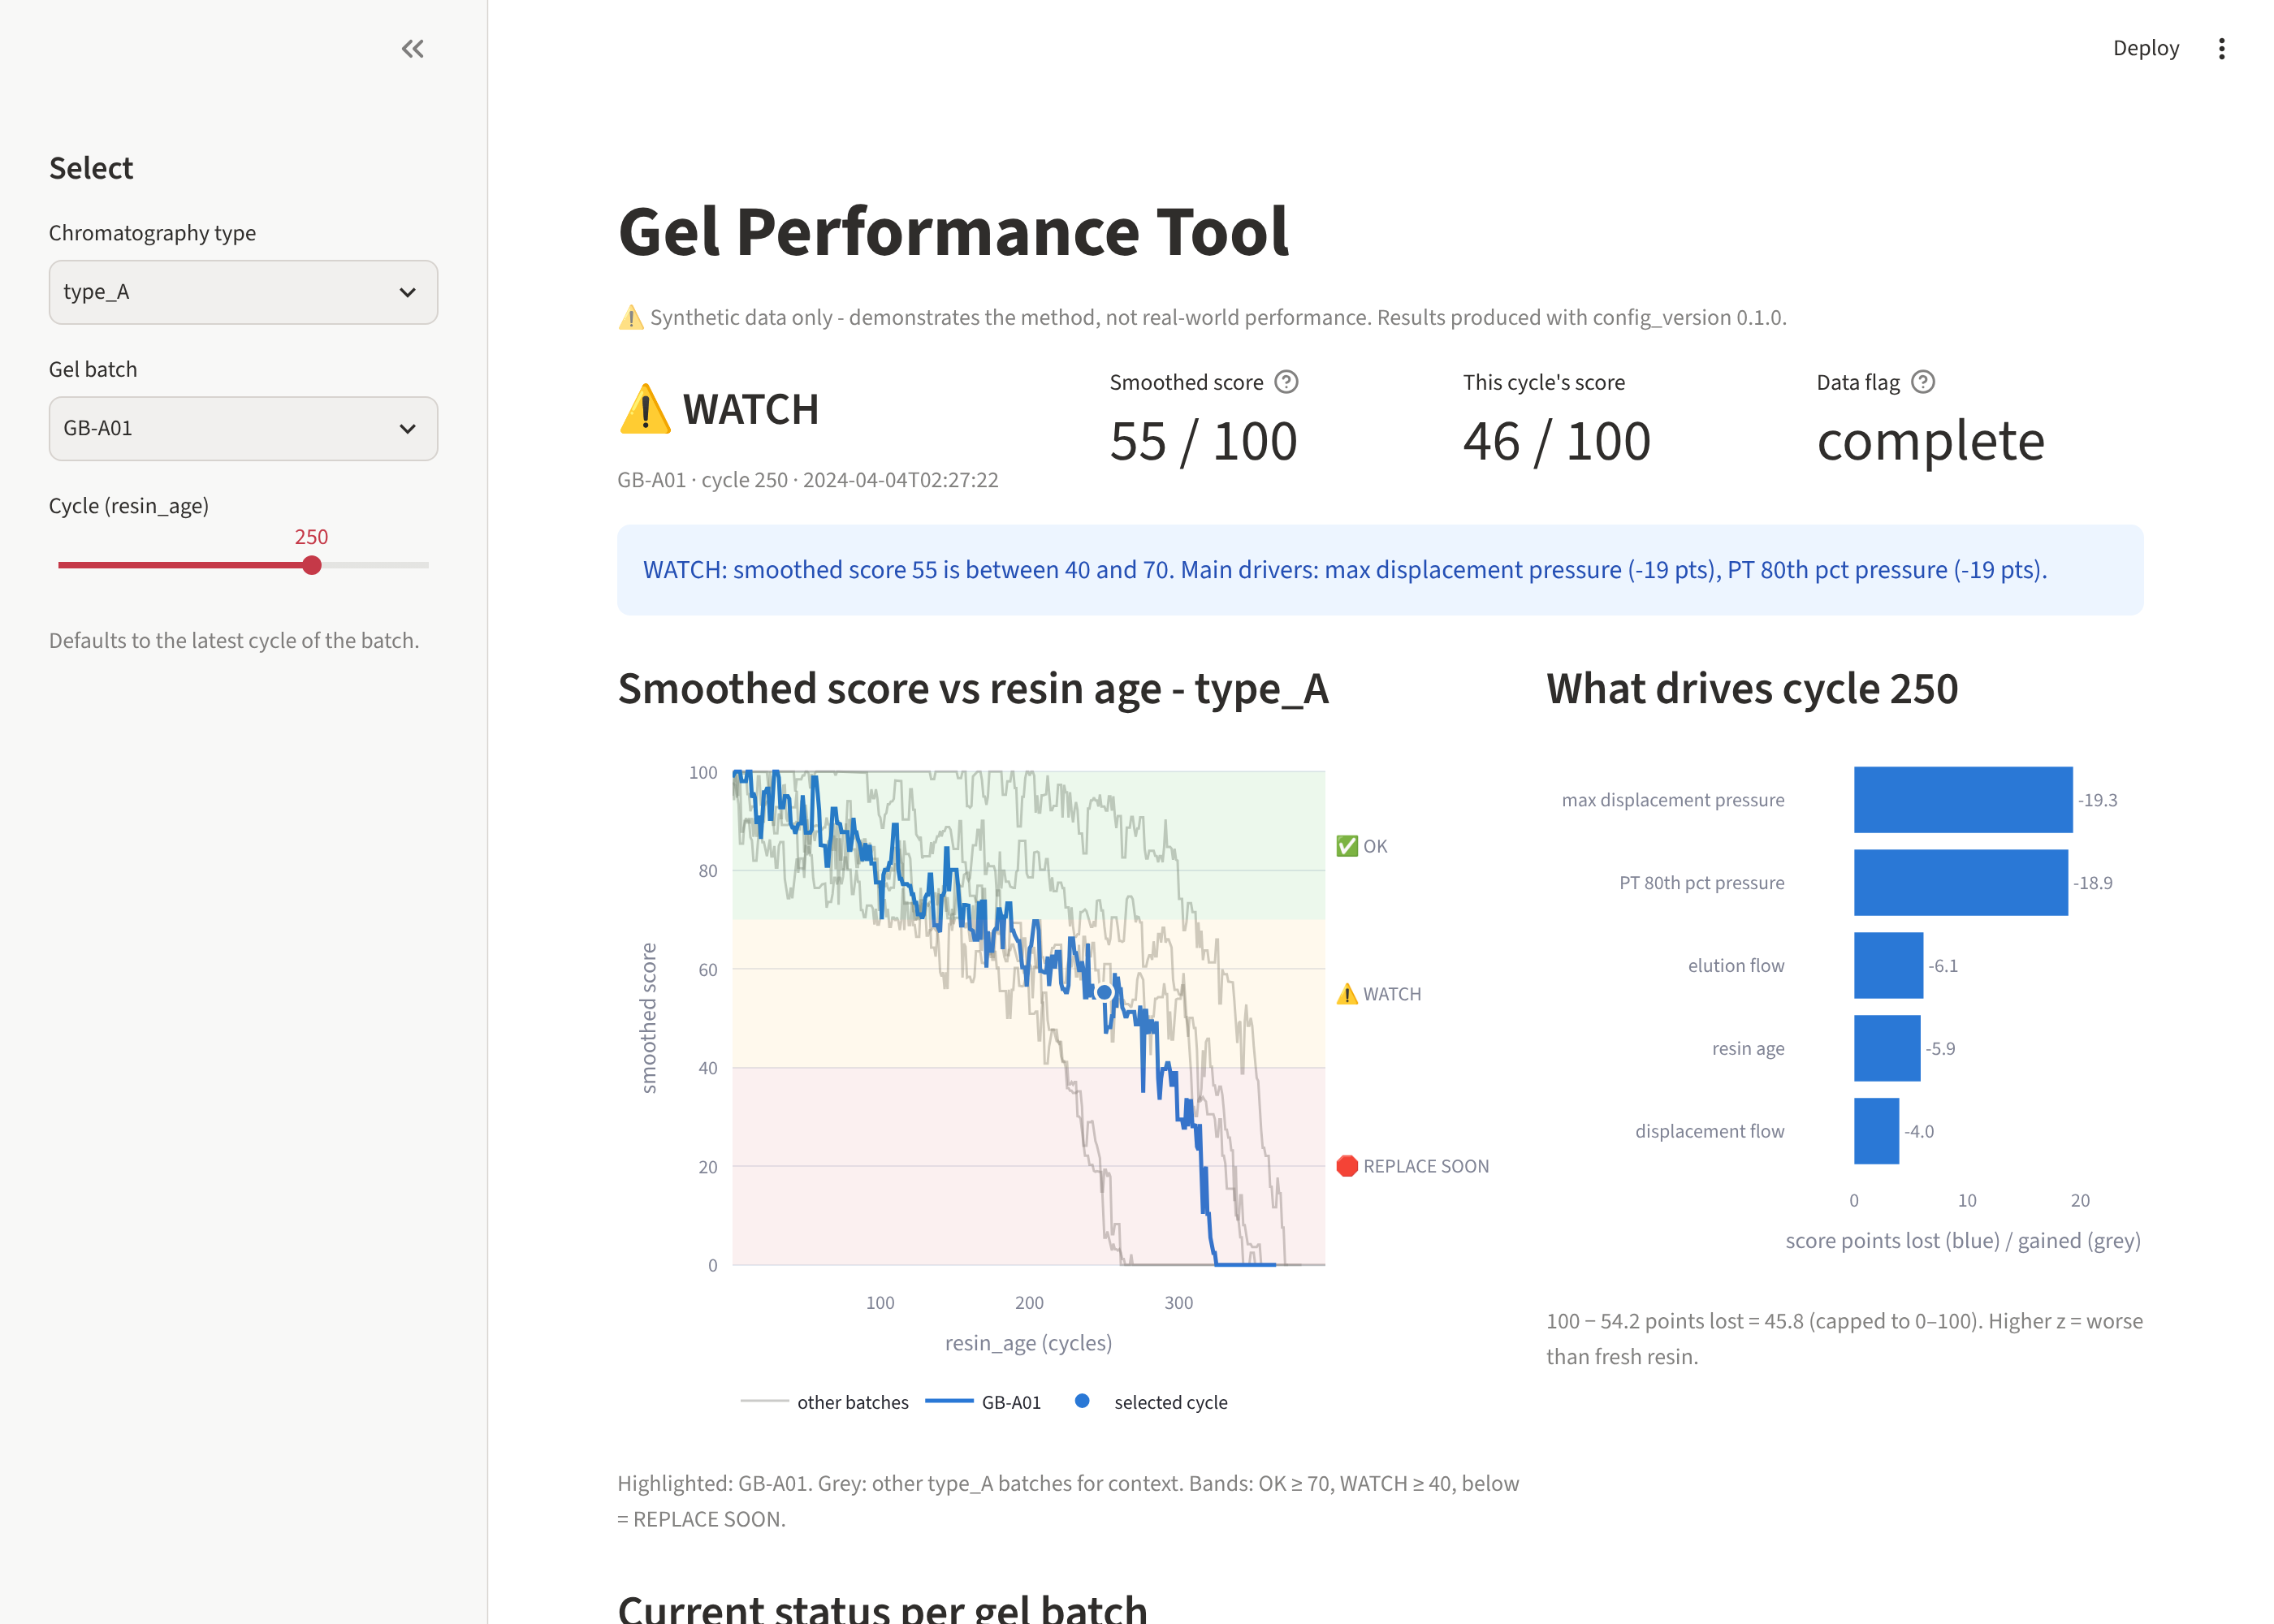 Deploy
Select
Chromatography type
type_A
Gel batch
GB-A01
Cycle (resin_age)
250
Defaults to the latest cycle of the batch.
Gel Performance Tool
⚠️ Synthetic data only - demonstrates the method, not real-world performance. Results produced with config_version 0.1.0.
⚠️ WATCH
GB-A01 · cycle 250 · 2024-04-04T02:27:22
Smoothed score
55 / 100
This cycle's score
46 / 100
Data flag
complete
WATCH: smoothed score 55 is between 40 and 70. Main drivers: max displacement pressure (-19 pts), PT 80th pct pressure (-19 pts).
Smoothed score vs resin age - type_A
100
80
60
40
20
0
smoothed score
✅ OK
⚠️ WATCH
🛑 REPLACE SOON
100 200 300
resin_age (cycles)
other batches GB-A01 selected cycle
Highlighted: GB-A01. Grey: other type_A batches for context. Bands: OK ≥ 70, WATCH ≥ 40, below
= REPLACE SOON.
What drives cycle 250
max displacement pressure -19.3
PT 80th pct pressure -18.9
elution flow -6.1
resin age -5.9
displacement flow -4.0
0 10 20
score points lost (blue) / gained (grey)
100 − 54.2 points lost = 45.8 (capped to 0–100). Higher z = worse
than fresh resin.
Current status per gel batch